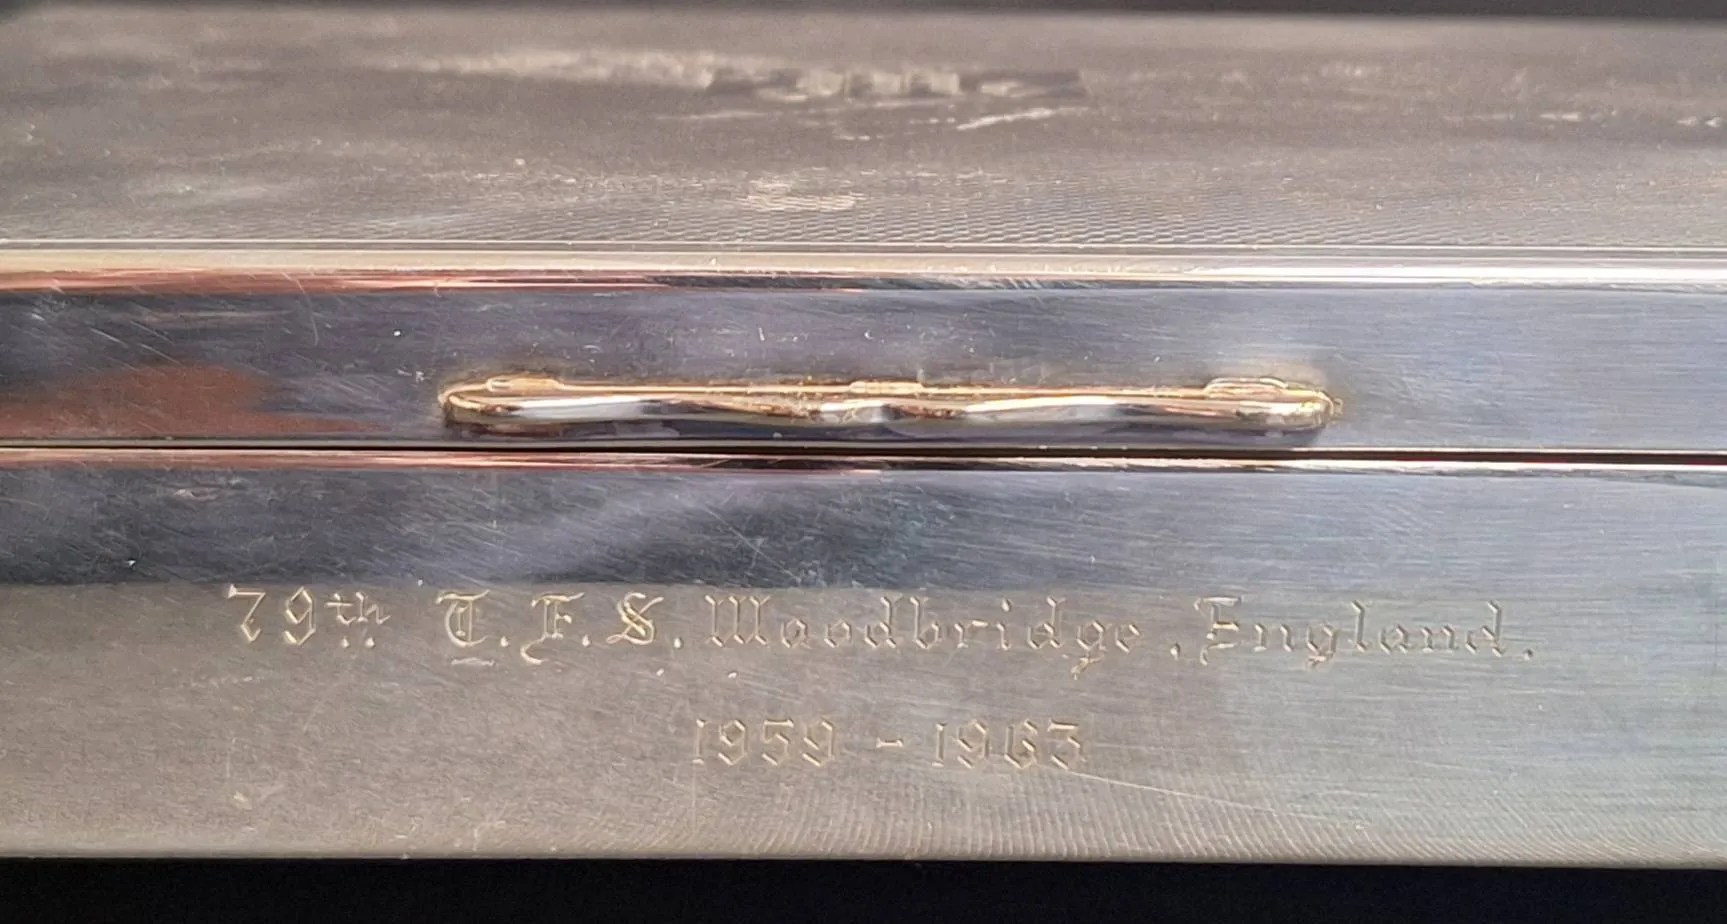 79th T.F.S. Woodbridge, England.
1959 - 1963